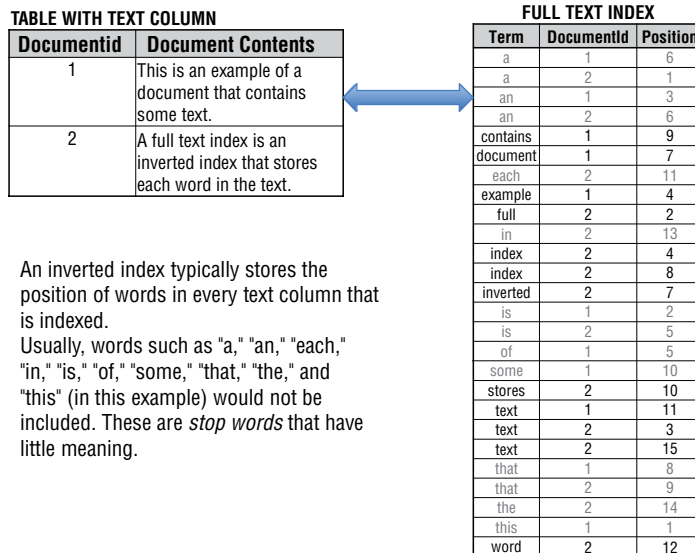 TABLE WITH TEXT COLUMN
Documentid Document Contents
1 This is an example of a
document that contains
some text.
2 A full text index is an
inverted index that stores
each word in the text.
An inverted index typically stores the
position of words in every text column that
is indexed.
Usually, words such as "a," "an," "each,"
"in," "is," "of," "some," "that," "the," and
"this" (in this example) would not be
included. These are stop words that have
little meaning.
FULL TEXT INDEX
Term DocumentId Position
a 1 6
a 2 1
an 1 3
an 2 6
contains 1 9
document 1 7
each 2 11
example 1 4
full 2 2
in 2 13
index 2 4
index 2 8
inverted 2 7
is 1 2
is 2 5
of 1 5
some 1 10
stores 2 10
text 1 11
text 2 3
text 2 15
that 1 8
that 2 9
the 2 14
this 1 1
word 2 12